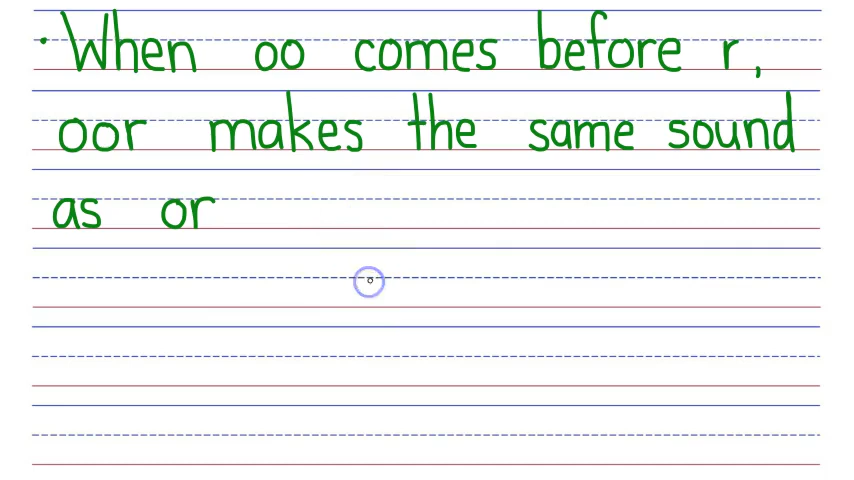 • When oo comes before r,
oor makes the same sound
as or